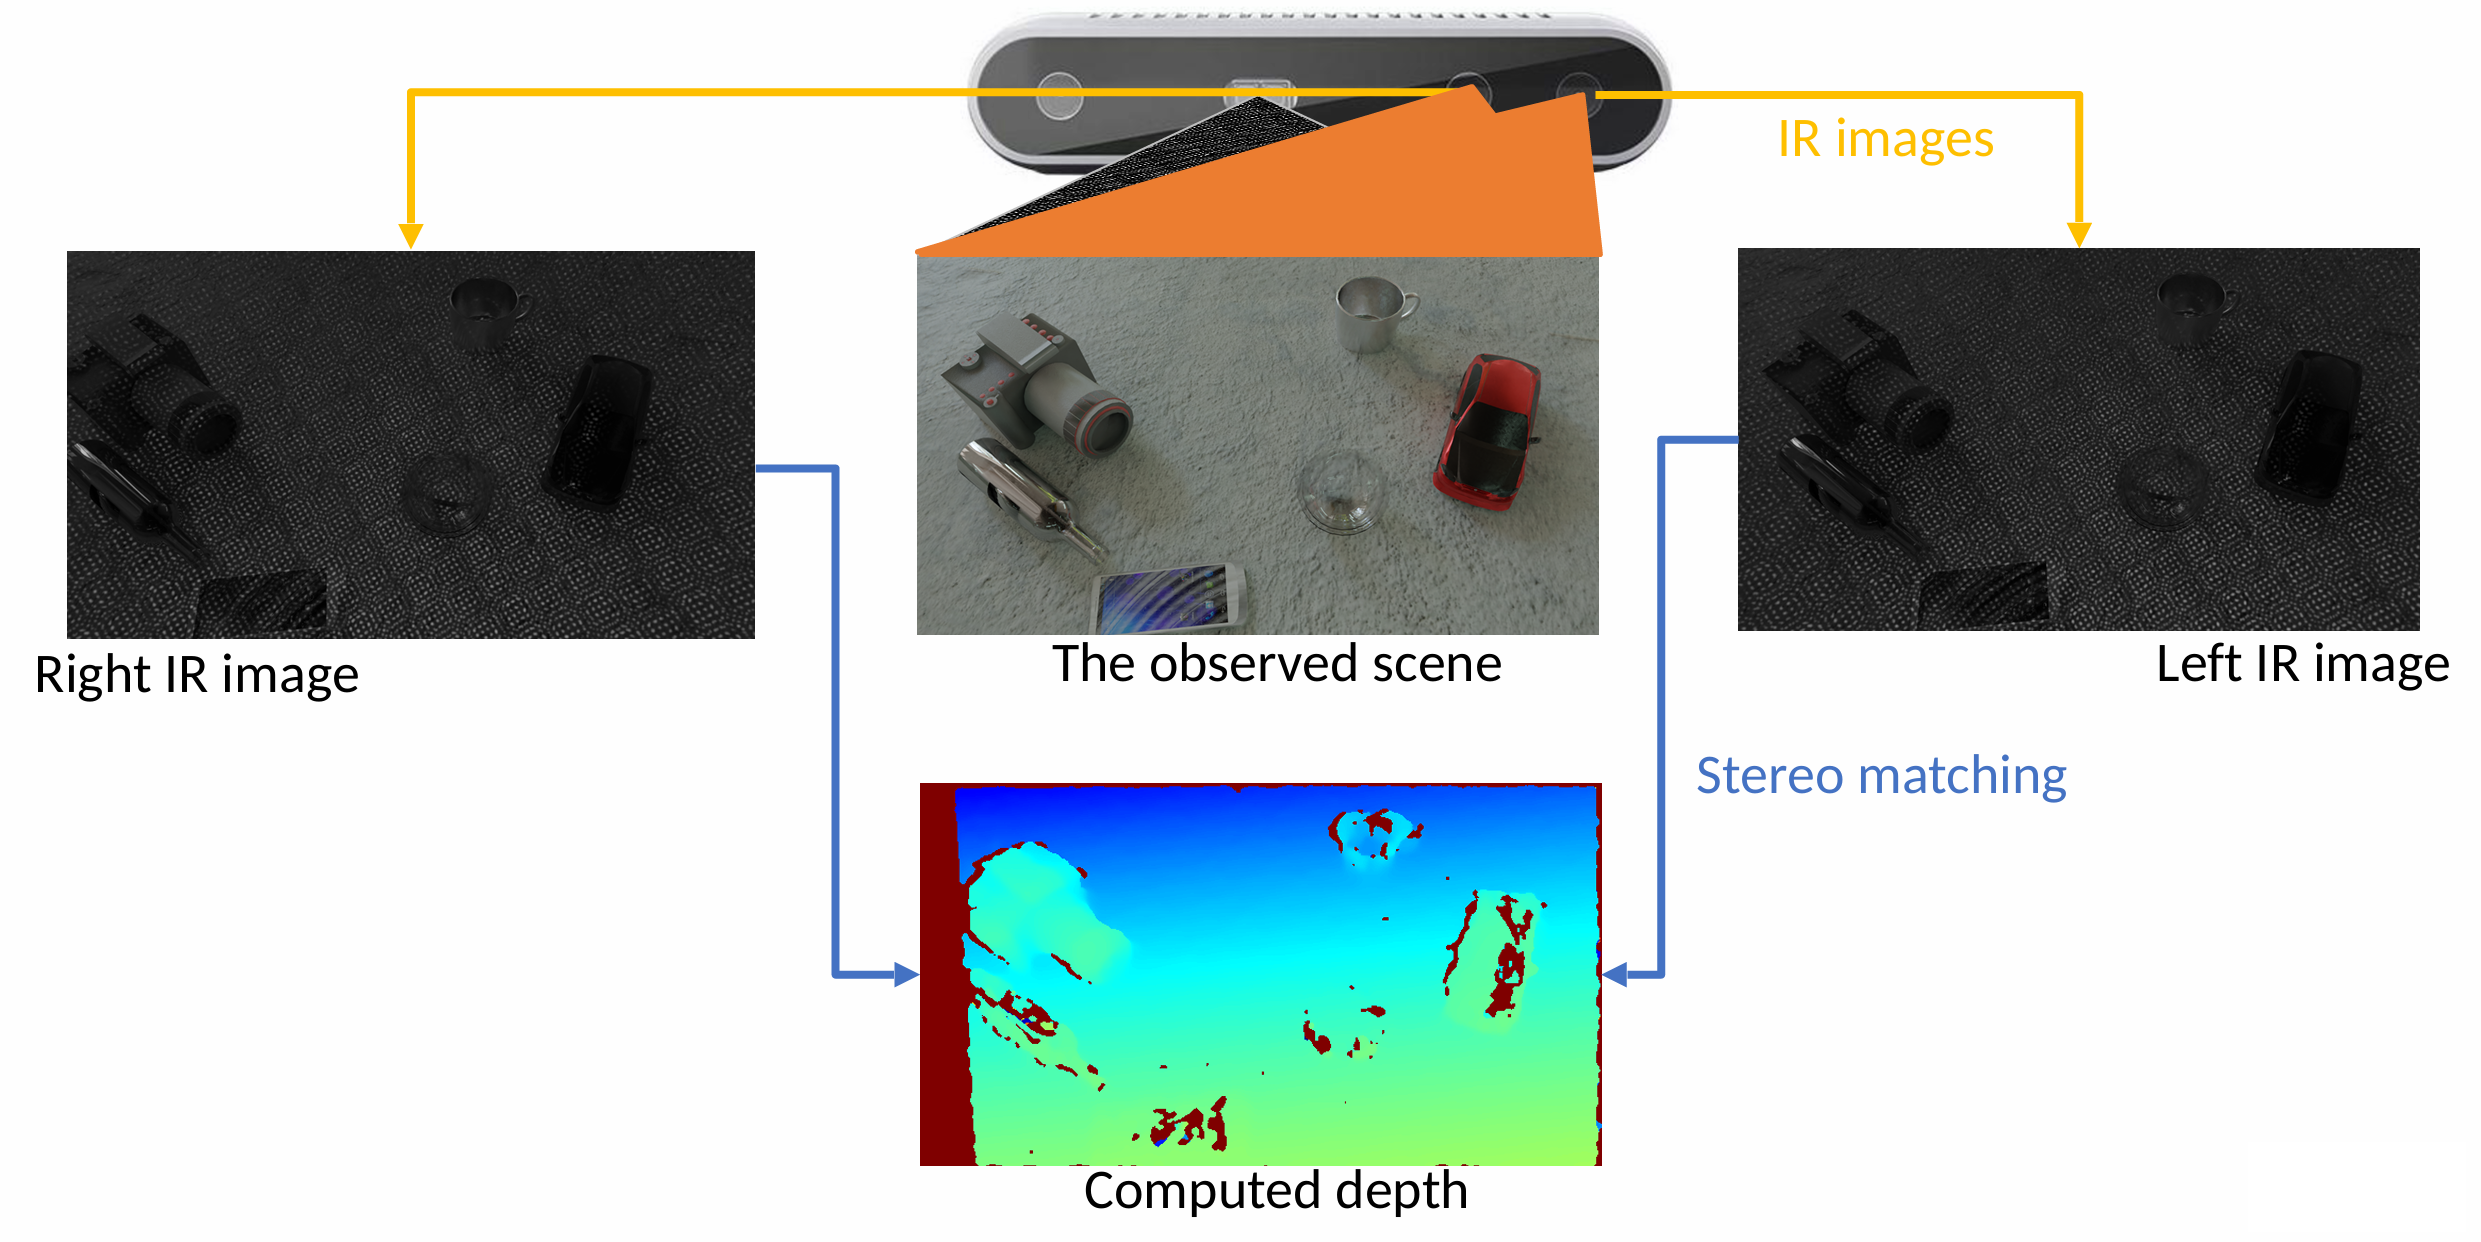 IR images
Right IR image
The observed scene
Left IR image
Stereo matching
Computed depth